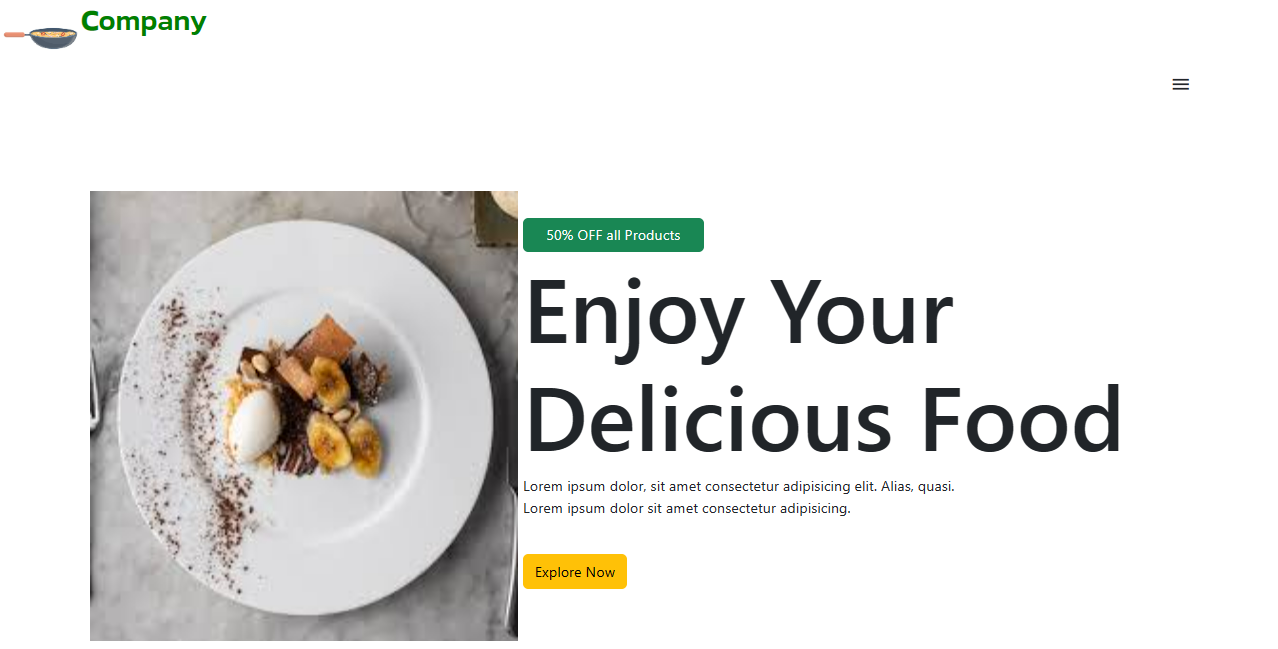 Company
50% OFF all Products
Enjoy Your
Delicious Food
Lorem ipsum dolor, sit amet consectetur adipisicing elit. Alias, quasi.
Lorem ipsum dolor sit amet consectetur adipisicing.
Explore Now